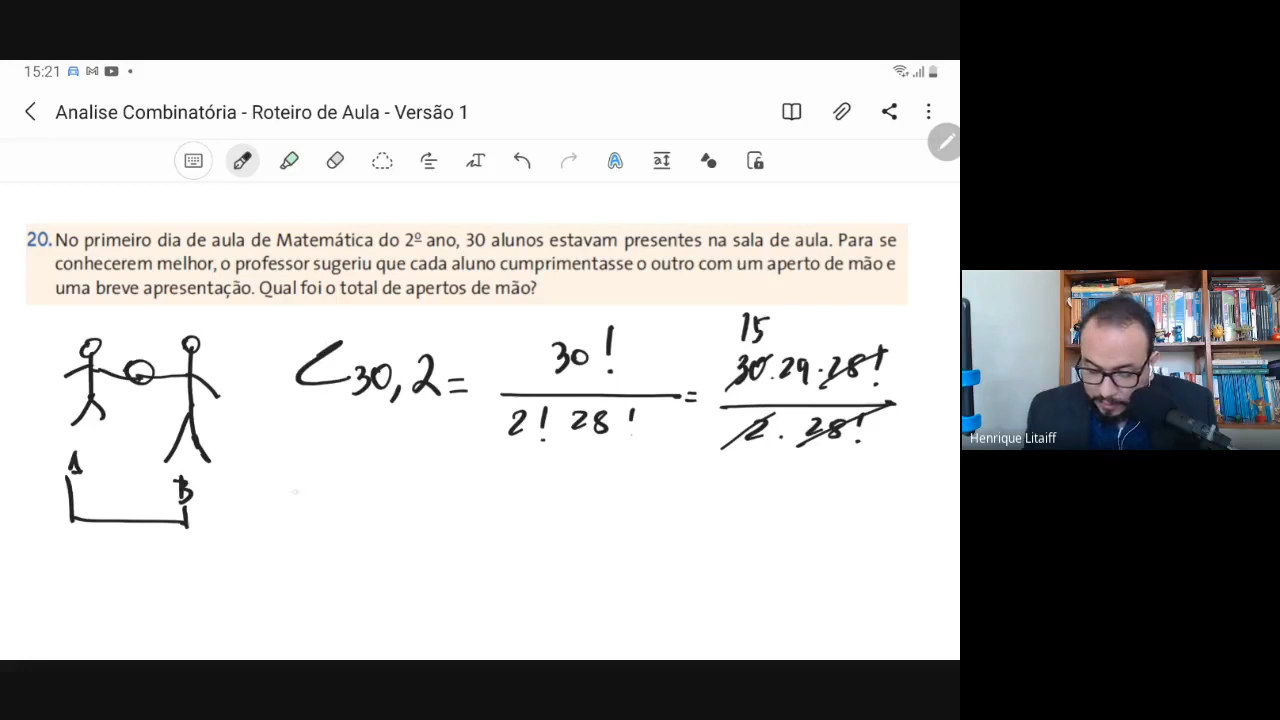 15:21
Analise Combinatória - Roteiro de Aula - Versão 1
20. No primeiro dia de aula de Matemática do 2º ano, 30 alunos estavam presentes na sala de aula. Para se
conhecerem melhor, o professor sugeriu que cada aluno cumprimentasse o outro com um aperto de mão e
uma breve apresentação. Qual foi o total de apertos de mão?
15
C30,2 = 30! / 2! 28! = 30.29.28! / 2.28!
A
B
Henrique Litaiff